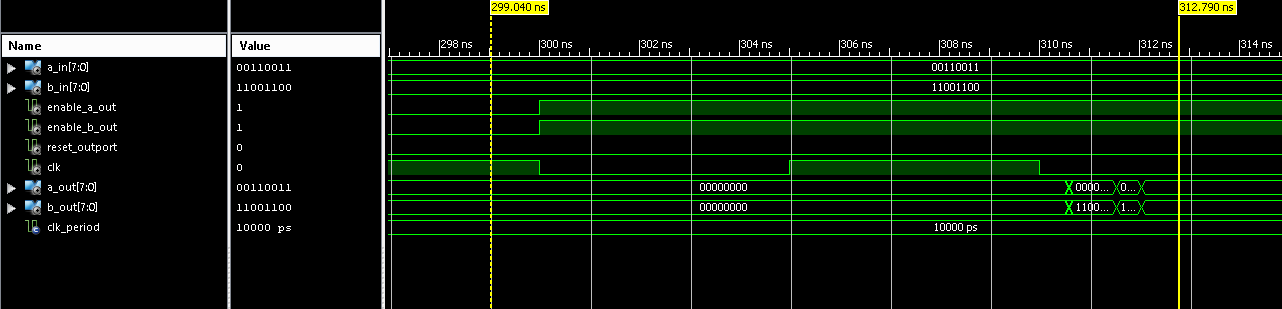 299.040 ns 312.790 ns
Name Value 298 ns 300 ns 302 ns 304 ns 306 ns 308 ns 310 ns 312 ns 314 ns
a_in[7:0] 00110011 00110011
b_in[7:0] 11001100 11001100
enable_a_out 1
enable_b_out 1
reset_outport 0
clk 0
a_out[7:0] 00110011 00000000 0000... 0...
b_out[7:0] 11001100 00000000 1100... 1...
clk_period 10000 ps 10000 ps